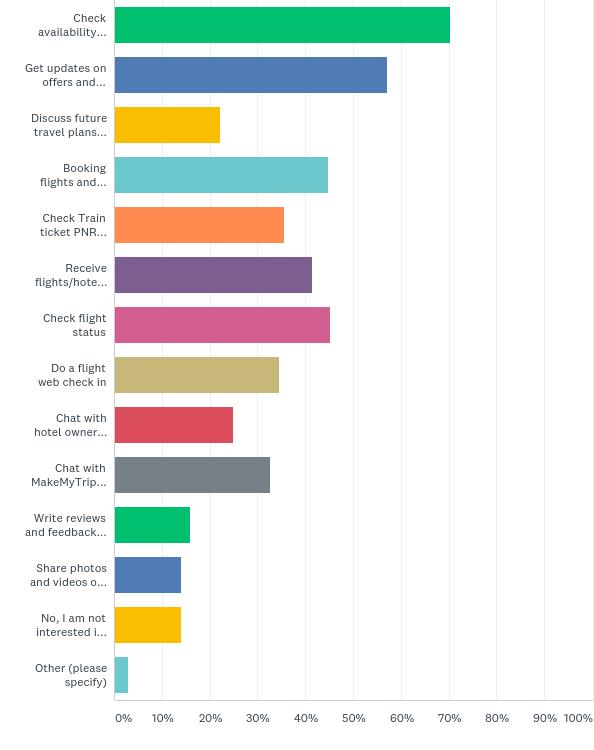 Check
availability...
Get updates on
offers and...
Discuss future
travel plans...
Booking
flights and...
Check Train
ticket PNR...
Receive
flights/hote...
Check flight
status
Do a flight
web check in
Chat with
hotel owner...
Chat with
MakeMyTrip...
Write reviews
and feedback...
Share photos
and videos o...
No, I am not
interested i...
Other (please
specify)
0% 10% 20% 30% 40% 50% 60% 70% 80% 90% 100%